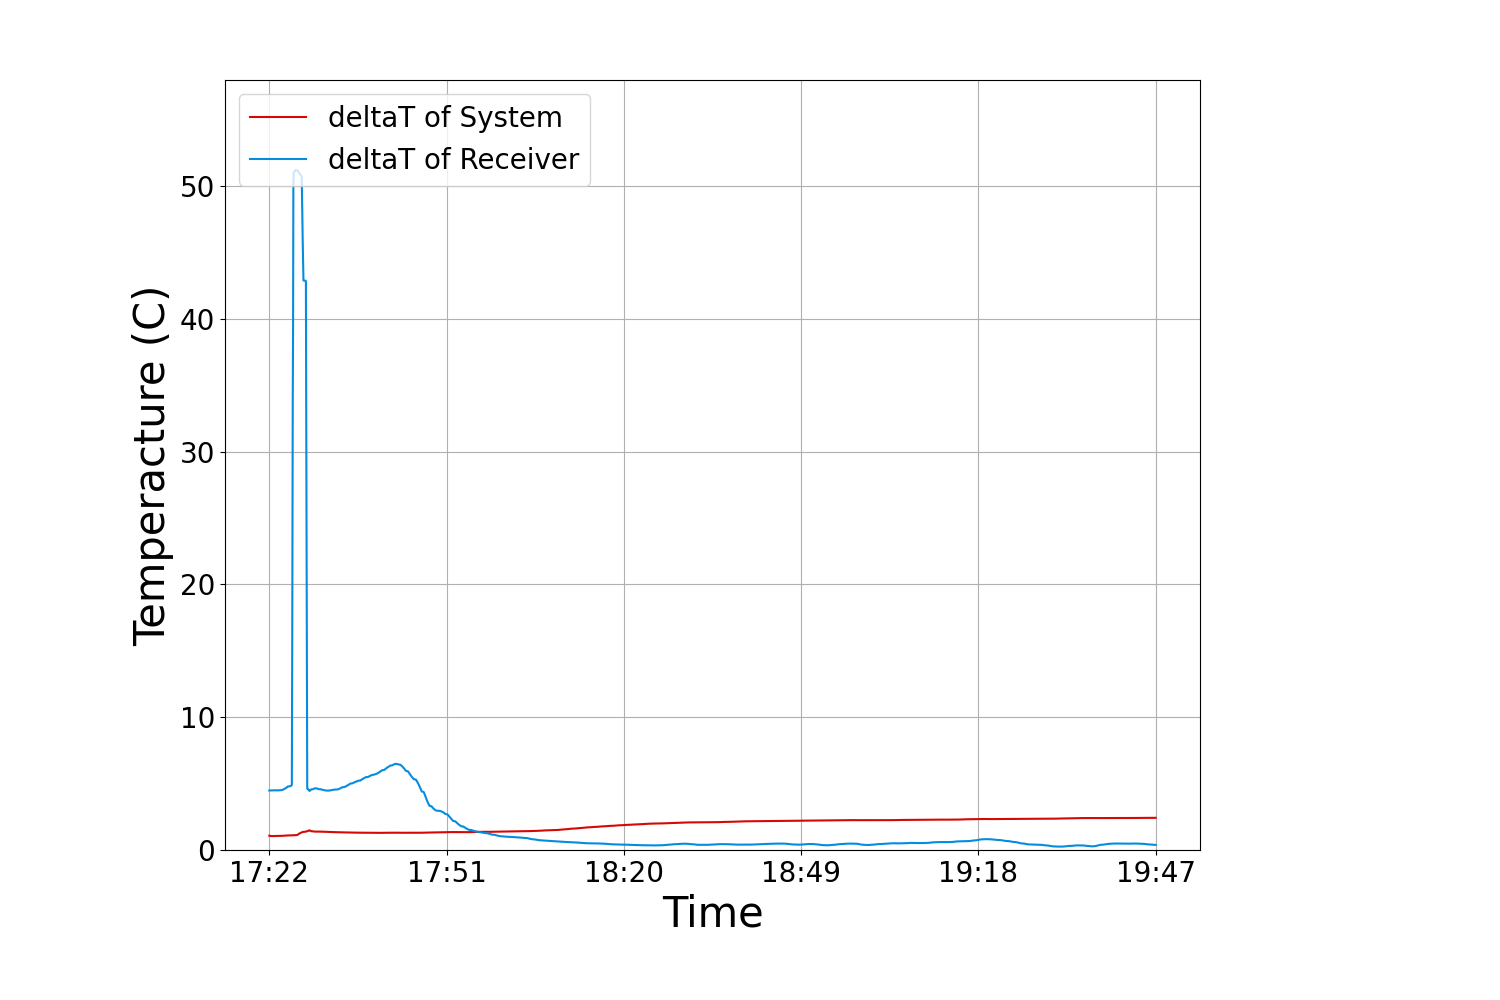 deltaT of System
deltaT of Receiver
Temperacture (C)
50
40
30
20
10
0
17:22 17:51 18:20 18:49 19:18 19:47
Time